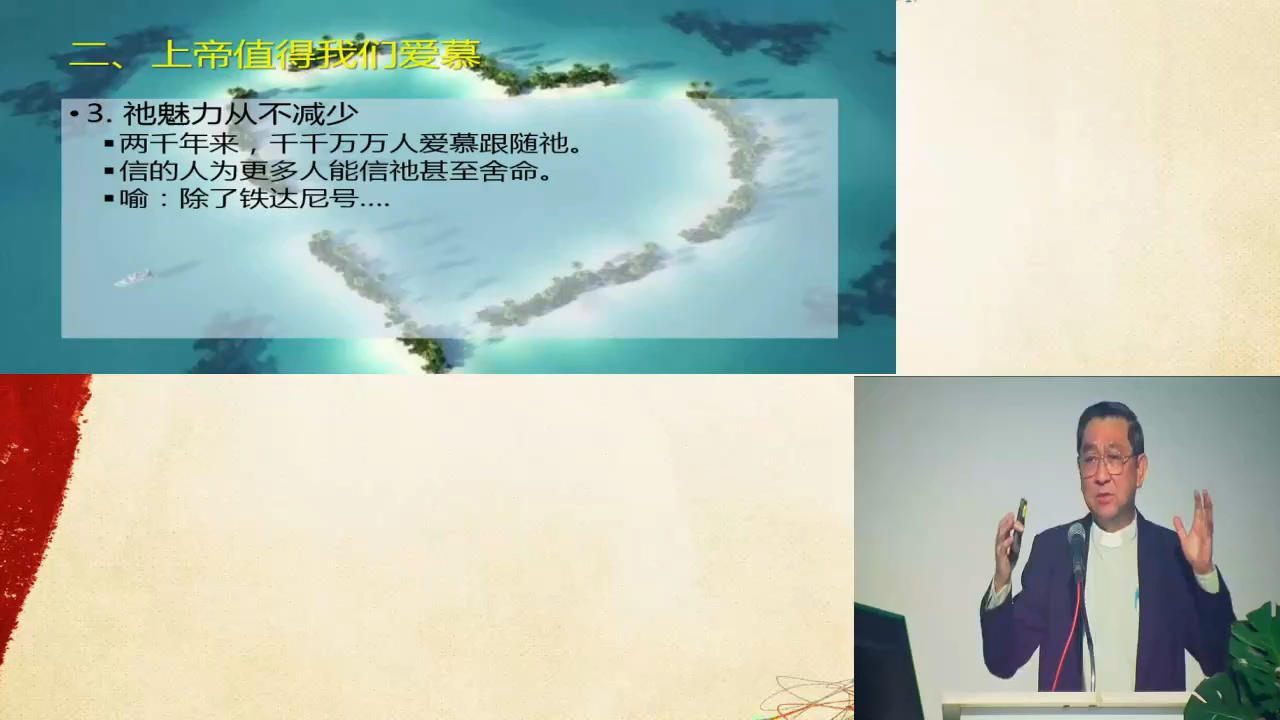 二、上帝值得我们爱慕
• 3. 祂魅力从不减少
▪两千年来，千千万万人爱慕跟随祂。
▪信的人为更多人能信祂甚至舍命。
▪喻：除了铁达尼号....